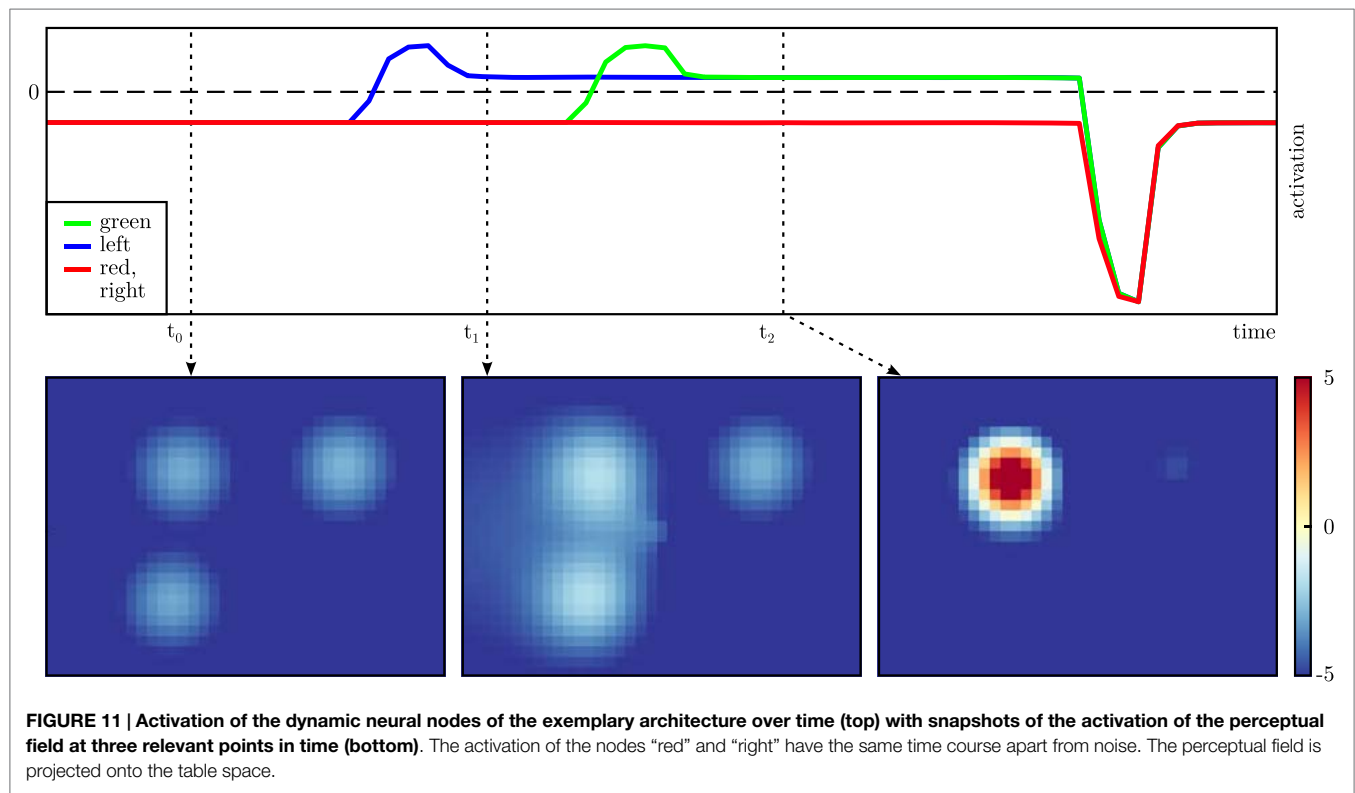 0
activation
green
left
red,
right
t0
t1
t2
time
5
0
-5
FIGURE 11 | Activation of the dynamic neural nodes of the exemplary architecture over time (top) with snapshots of the activation of the perceptual
field at three relevant points in time (bottom). The activation of the nodes “red” and “right” have the same time course apart from noise. The perceptual field is
projected onto the table space.